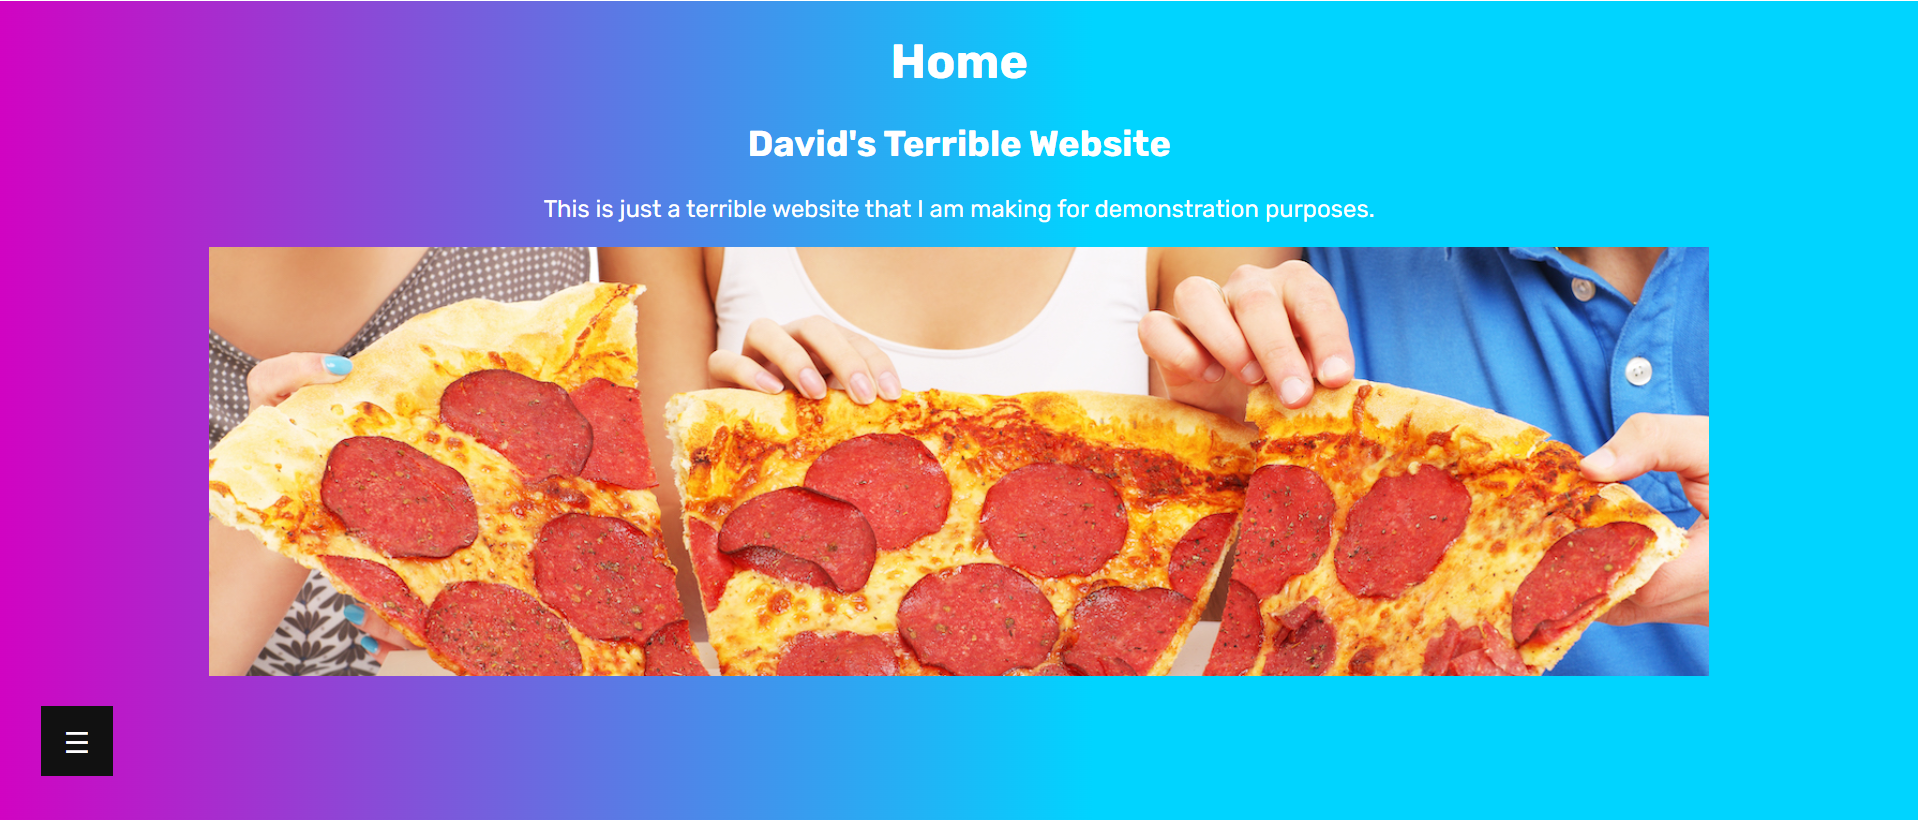 Home
David's Terrible Website
This is just a terrible website that I am making for demonstration purposes.